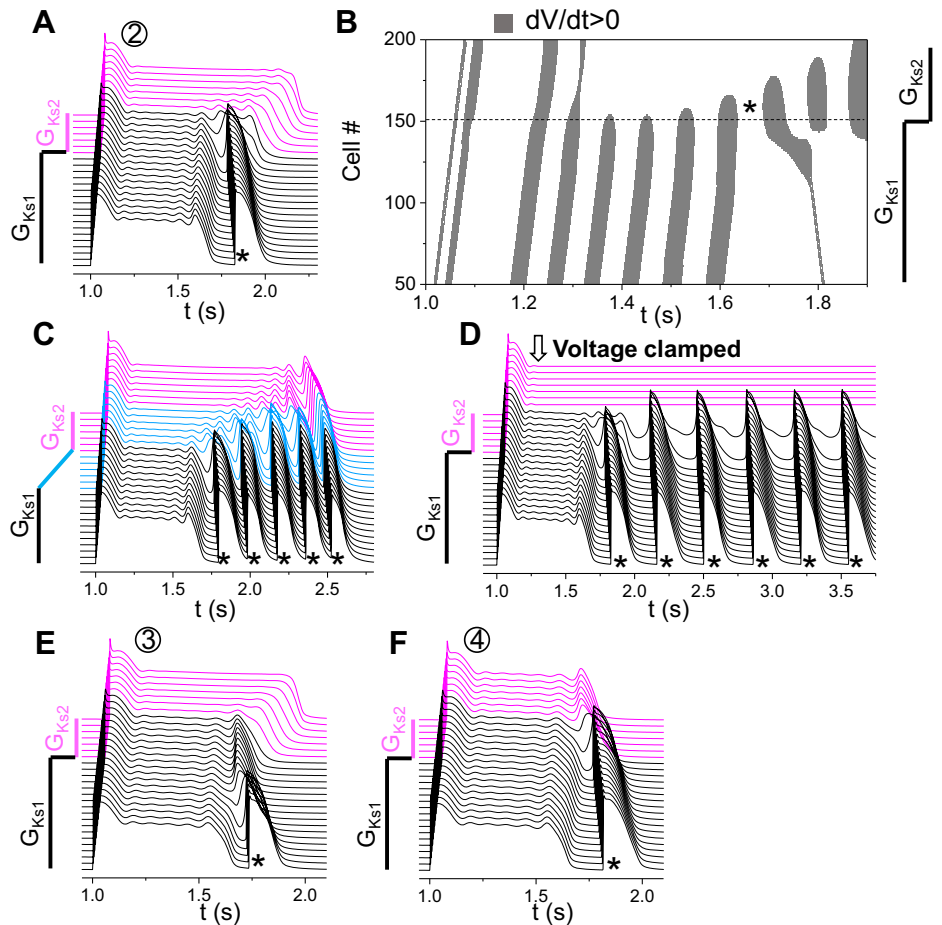 A
②
G_Ks2
G_Ks1
*
1.0 1.5 2.0
t (s)
B
dV/dt>0
Cell #
200
150
100
50
*
1.0 1.2 1.4 1.6 1.8
t (s)
G_Ks2
G_Ks1
C
G_Ks2
G_Ks1
* * * * *
1.0 1.5 2.0 2.5
t (s)
D
Voltage clamped
G_Ks2
G_Ks1
* * * * * *
1.0 1.5 2.0 2.5 3.0 3.5
t (s)
E
③
G_Ks2
G_Ks1
*
1.0 1.5 2.0
t (s)
F
④
G_Ks2
G_Ks1
*
1.0 1.5 2.0
t (s)